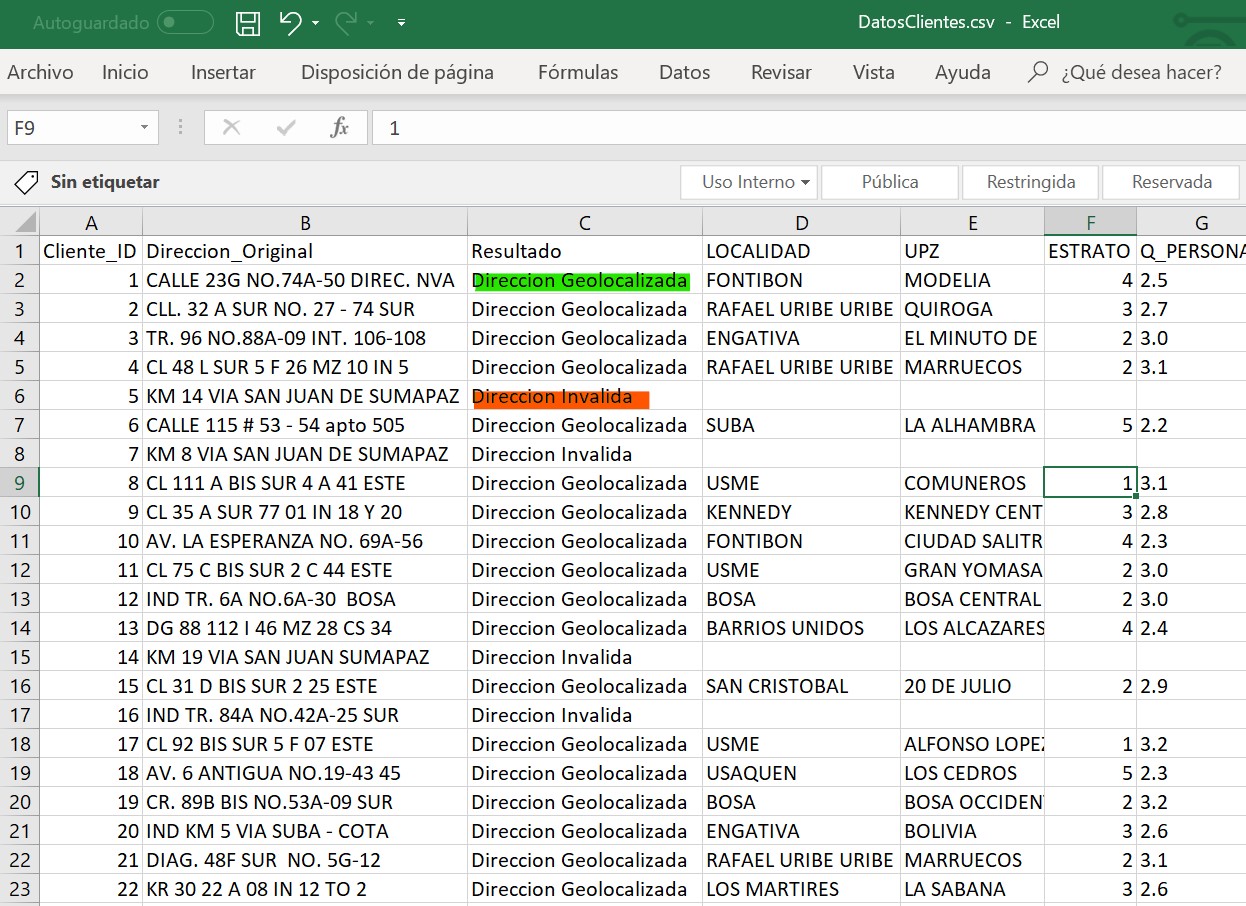 Autoguardado DatosClientes.csv - Excel
Archivo Inicio Insertar Disposición de página Fórmulas Datos Revisar Vista Ayuda ¿Qué desea hacer?
F9 fx 1
Sin etiquetar Uso Interno Pública Restringida Reservada
A B C D E F G
1 Cliente_ID Direccion_Original Resultado LOCALIDAD UPZ ESTRATO Q_PERSONA
2 1 CALLE 23G NO.74A-50 DIREC. NVA Direccion Geolocalizada FONTIBON MODELIA 4 2.5
3 2 CLL. 32 A SUR NO. 27 - 74 SUR Direccion Geolocalizada RAFAEL URIBE URIBE QUIROGA 3 2.7
4 3 TR. 96 NO.88A-09 INT. 106-108 Direccion Geolocalizada ENGATIVA EL MINUTO DE 2 3.0
5 4 CL 48 L SUR 5 F 26 MZ 10 IN 5 Direccion Geolocalizada RAFAEL URIBE URIBE MARRUECOS 2 3.1
6 5 KM 14 VIA SAN JUAN DE SUMAPAZ Direccion Invalida
7 6 CALLE 115 # 53 - 54 apto 505 Direccion Geolocalizada SUBA LA ALHAMBRA 5 2.2
8 7 KM 8 VIA SAN JUAN DE SUMAPAZ Direccion Invalida
9 8 CL 111 A BIS SUR 4 A 41 ESTE Direccion Geolocalizada USME COMUNEROS 1 3.1
10 9 CL 35 A SUR 77 01 IN 18 Y 20 Direccion Geolocalizada KENNEDY KENNEDY CENT 3 2.8
11 10 AV. LA ESPERANZA NO. 69A-56 Direccion Geolocalizada FONTIBON CIUDAD SALITR 4 2.3
12 11 CL 75 C BIS SUR 2 C 44 ESTE Direccion Geolocalizada USME GRAN YOMASA 2 3.0
13 12 IND TR. 6A NO.6A-30  BOSA Direccion Geolocalizada BOSA BOSA CENTRAL 2 3.0
14 13 DG 88 112 I 46 MZ 28 CS 34 Direccion Geolocalizada BARRIOS UNIDOS LOS ALCAZARES 4 2.4
15 14 KM 19 VIA SAN JUAN SUMAPAZ Direccion Invalida
16 15 CL 31 D BIS SUR 2 25 ESTE Direccion Geolocalizada SAN CRISTOBAL 20 DE JULIO 2 2.9
17 16 IND TR. 84A NO.42A-25 SUR Direccion Invalida
18 17 CL 92 BIS SUR 5 F 07 ESTE Direccion Geolocalizada USME ALFONSO LOPEZ 1 3.2
19 18 AV. 6 ANTIGUA NO.19-43 45 Direccion Geolocalizada USAQUEN LOS CEDROS 5 2.3
20 19 CR. 89B BIS NO.53A-09 SUR Direccion Geolocalizada BOSA BOSA OCCIDEN 2 3.2
21 20 IND KM 5 VIA SUBA - COTA Direccion Geolocalizada ENGATIVA BOLIVIA 3 2.6
22 21 DIAG. 48F SUR  NO. 5G-12 Direccion Geolocalizada RAFAEL URIBE URIBE MARRUECOS 2 3.1
23 22 KR 30 22 A 08 IN 12 TO 2 Direccion Geolocalizada LOS MARTIRES LA SABANA 3 2.6